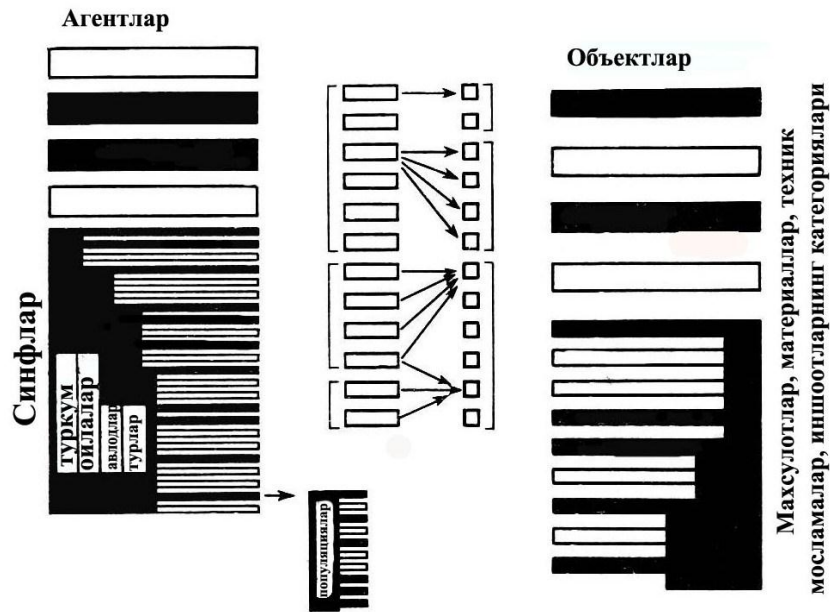 Агентлар
Объектлар
Синфлар
туркум
оилалар
авлодлар
турлар
популяциялар
Махсулотлар, материаллар, техник
мосламалар, иншоотларнинг категориялари